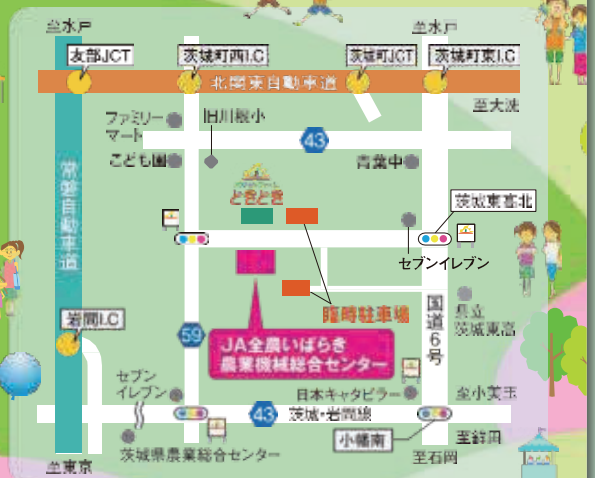 至水戸
至水戸
友部JCT
茨城町西I.C
茨城町JCT
茨城町東I.C
北関東自動車道
至大洗
ファミリー
マート
旧川根小
43
こども園
青葉中
常磐自動車道
どきどき
茨城東高北
セブンイレブン
臨時駐車場
国道6号
県立
茨城東高
岩間I.C
59
JA全農いばらき
農業機械総合センター
セブン
イレブン
日本キャタピラー
至小美玉
43
茨城・岩間線
小幡南
至鉾田
茨城県農業総合センター
至東京
至石岡